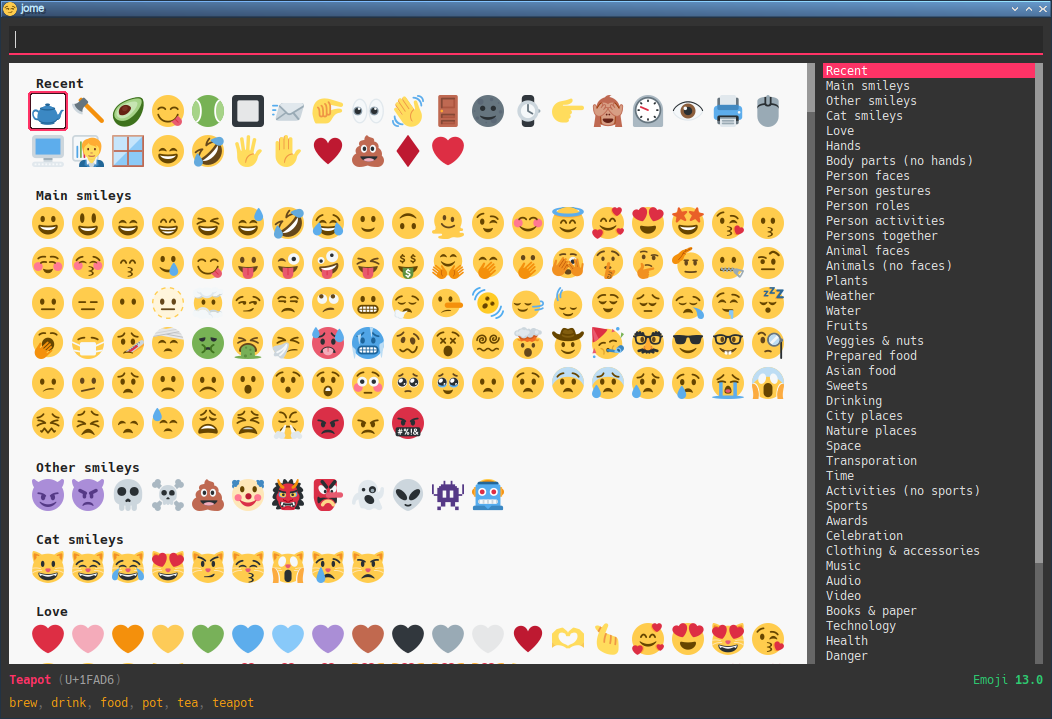 jome
Recent
Main smileys
Other smileys
Cat smileys
Love
Recent
Main smileys
Other smileys
Cat smileys
Love
Hands
Body parts (no hands)
Person faces
Person gestures
Person roles
Person activities
Persons together
Animal faces
Animals (no faces)
Plants
Weather
Water
Fruits
Veggies & nuts
Prepared food
Asian food
Sweets
Drinking
City places
Nature places
Space
Transporation
Time
Activities (no sports)
Sports
Awards
Celebration
Clothing & accessories
Music
Audio
Video
Books & paper
Technology
Health
Danger
Teapot (U+1FAD6)
Emoji 13.0
brew, drink, food, pot, tea, teapot